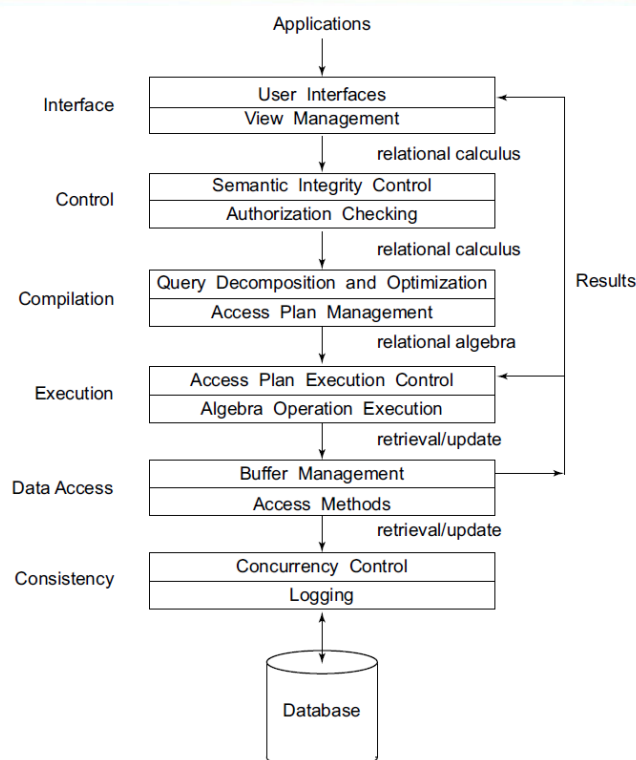 Applications
Interface
User Interfaces
View Management
relational calculus
Control
Semantic Integrity Control
Authorization Checking
relational calculus
Compilation
Query Decomposition and Optimization
Access Plan Management
Results
relational algebra
Execution
Access Plan Execution Control
Algebra Operation Execution
retrieval/update
Data Access
Buffer Management
Access Methods
retrieval/update
Consistency
Concurrency Control
Logging
Database